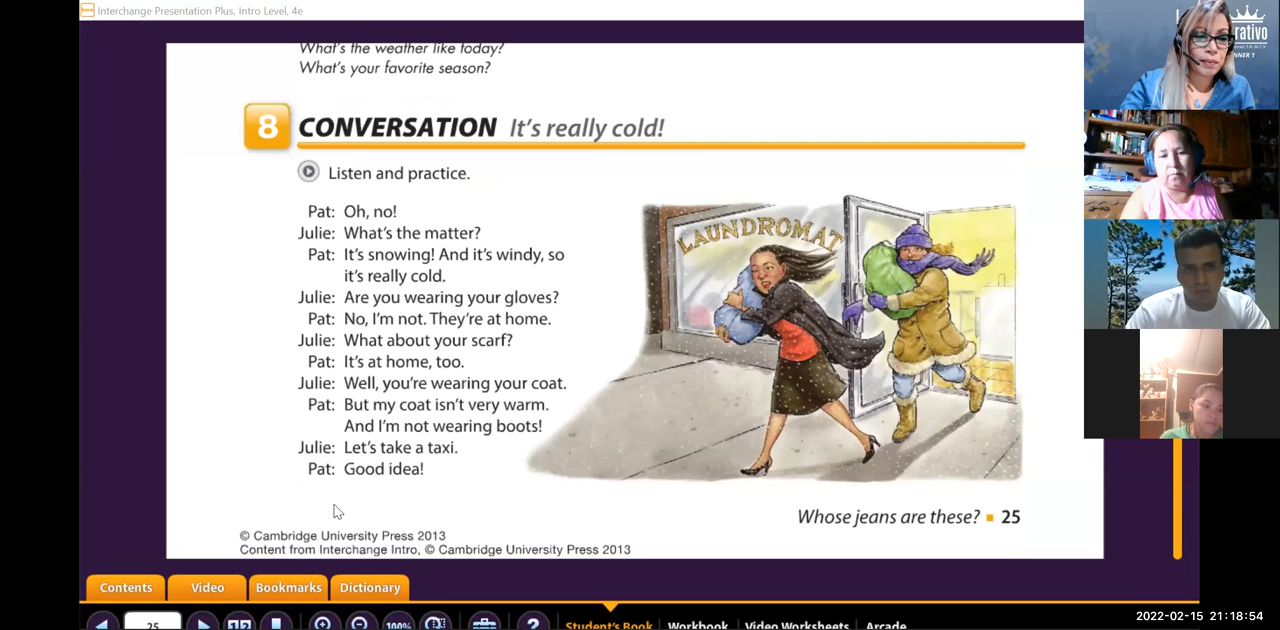 Interchange Presentation Plus, Intro Level, 4e
What's the weather like today?
What's your favorite season?
8 CONVERSATION It's really cold!
Listen and practice.
Pat: Oh, no!
Julie: What's the matter?
Pat: It's snowing! And it's windy, so
it's really cold.
Julie: Are you wearing your gloves?
Pat: No, I'm not. They're at home.
Julie: What about your scarf?
Pat: It's at home, too.
Julie: Well, you're wearing your coat.
Pat: But my coat isn't very warm.
And I'm not wearing boots!
Julie: Let's take a taxi.
Pat: Good idea!
LAUNDROMAT
Whose jeans are these? ■ 25
© Cambridge University Press 2013
Content from Interchange Intro, © Cambridge University Press 2013
Contents Video Bookmarks Dictionary
25 100% ?
Student's Book Workbook Video Worksheets Arcade
rativo
NNER 1
2022-02-15 21:18:54